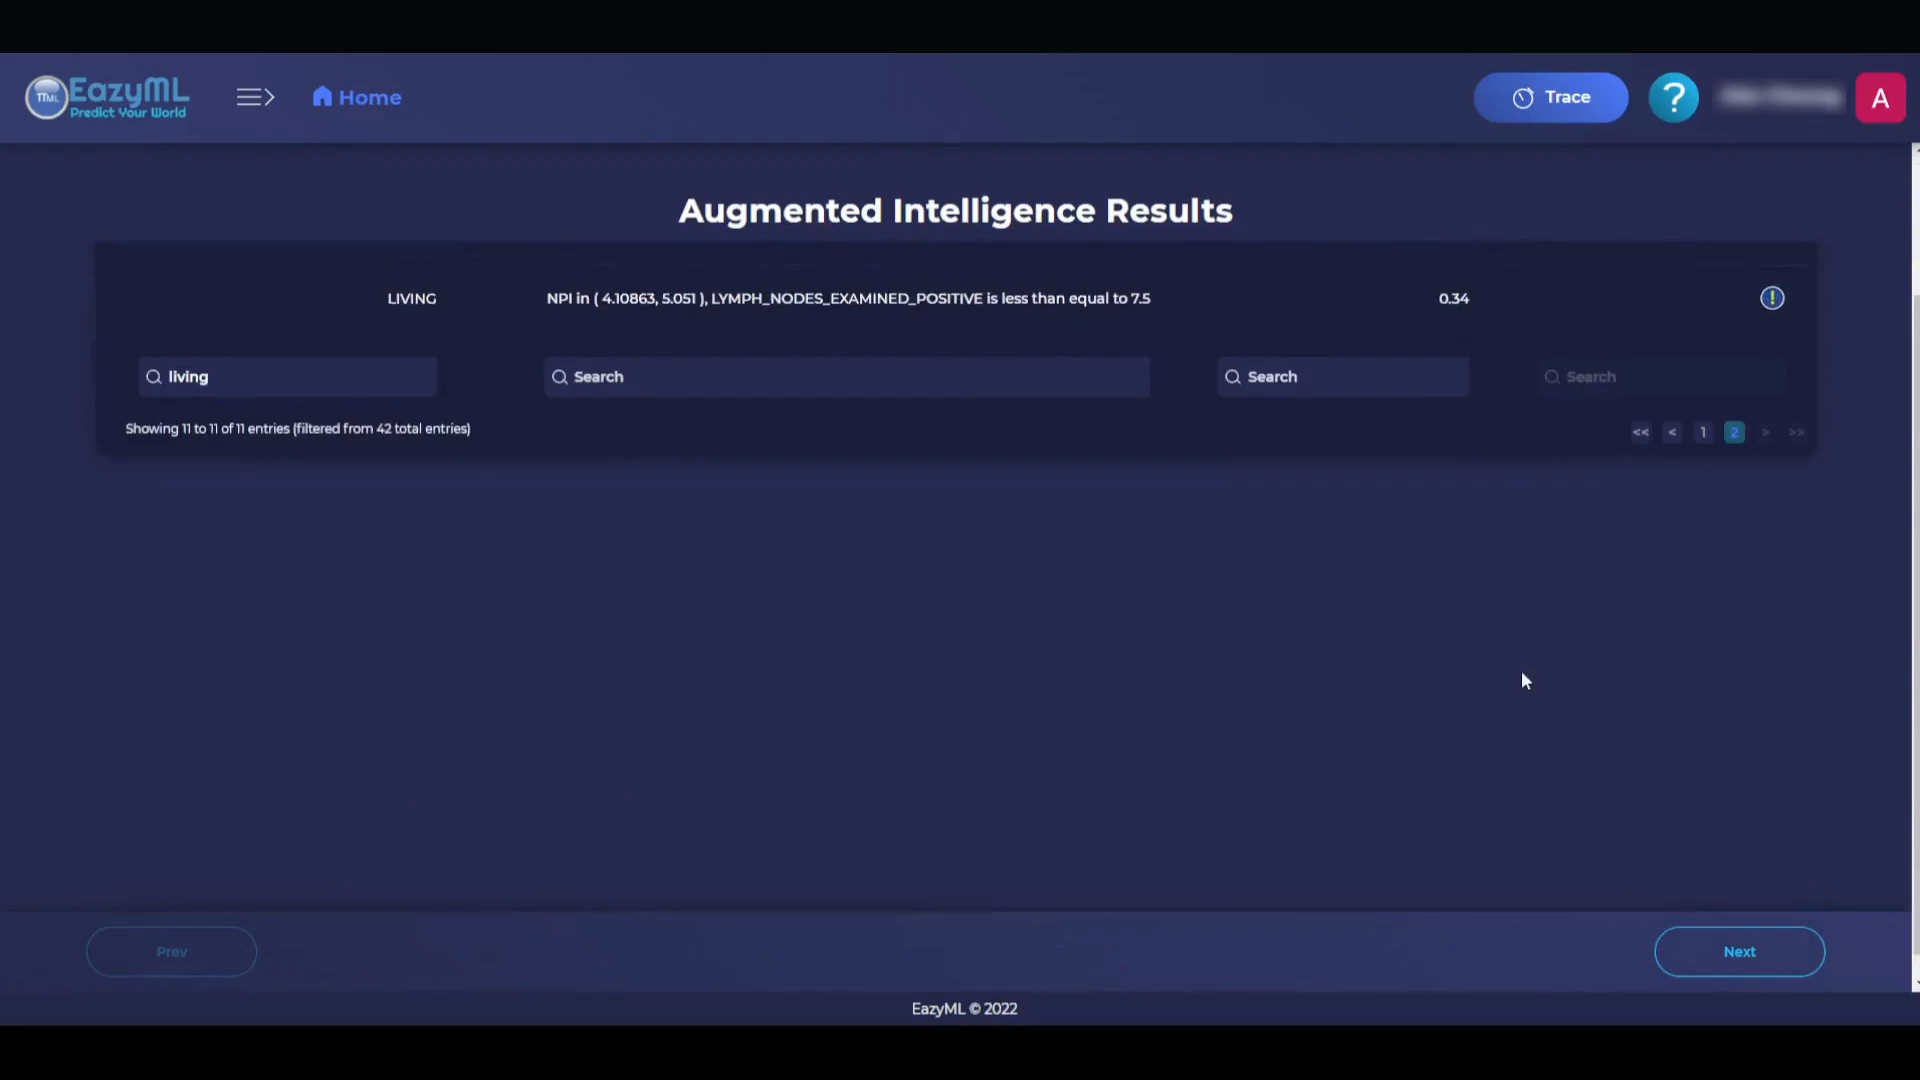 TTML EazyML
Predict Your World
Home
Trace
?
A
Augmented Intelligence Results
LIVING NPI in ( 4.10863, 5.051 ), LYMPH_NODES_EXAMINED_POSITIVE is less than equal to 7.5 0.34 !
living Search Search Search
Showing 11 to 11 of 11 entries (filtered from 42 total entries) << < 1 2 > >>
Prev Next
EazyML © 2022